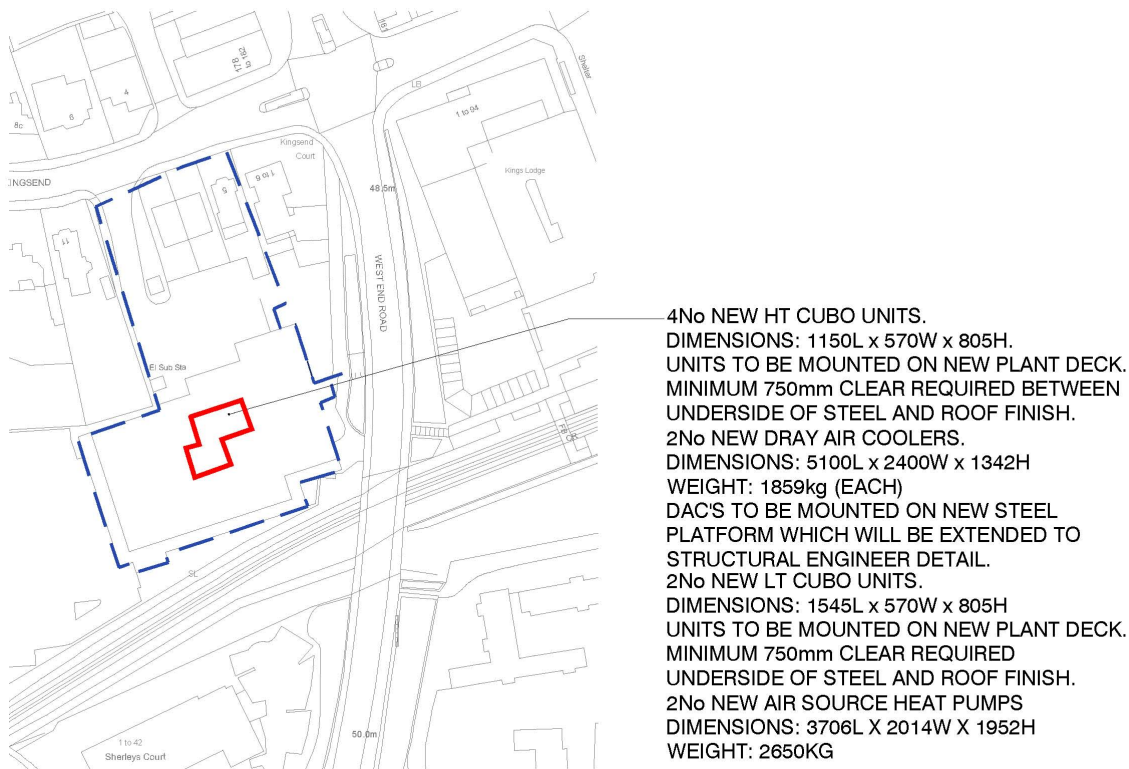 161
17B
to 162
LB
Shelter
4
6
8c
1 to 94
Kingsend
Court
1 to 6
Kings Lodge
INGSEND
5
48.5m
11
WEST END ROAD
El Sub Sta
FB
SL
50.0m
1 to 42
Sherleys Court
4No NEW HT CUBO UNITS.
DIMENSIONS: 1150L x 570W x 805H.
UNITS TO BE MOUNTED ON NEW PLANT DECK.
MINIMUM 750mm CLEAR REQUIRED BETWEEN
UNDERSIDE OF STEEL AND ROOF FINISH.
2No NEW DRAY AIR COOLERS.
DIMENSIONS: 5100L x 2400W x 1342H
WEIGHT: 1859kg (EACH)
DAC'S TO BE MOUNTED ON NEW STEEL
PLATFORM WHICH WILL BE EXTENDED TO
STRUCTURAL ENGINEER DETAIL.
2No NEW LT CUBO UNITS.
DIMENSIONS: 1545L x 570W x 805H
UNITS TO BE MOUNTED ON NEW PLANT DECK.
MINIMUM 750mm CLEAR REQUIRED
UNDERSIDE OF STEEL AND ROOF FINISH.
2No NEW AIR SOURCE HEAT PUMPS
DIMENSIONS: 3706L X 2014W X 1952H
WEIGHT: 2650KG